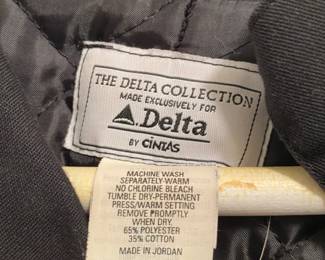 THE DELTA COLLECTION
MADE EXCLUSIVELY FOR
Delta
BY CINTAS
MACHINE WASH
SEPARATELY-WARM
NO CHLORINE BLEACH
TUMBLE DRY-PERMANENT
PRESS/WARM SETTING
REMOVE PROMPTLY
WHEN DRY.
65% POLYESTER
35% COTTON
MADE IN JORDAN